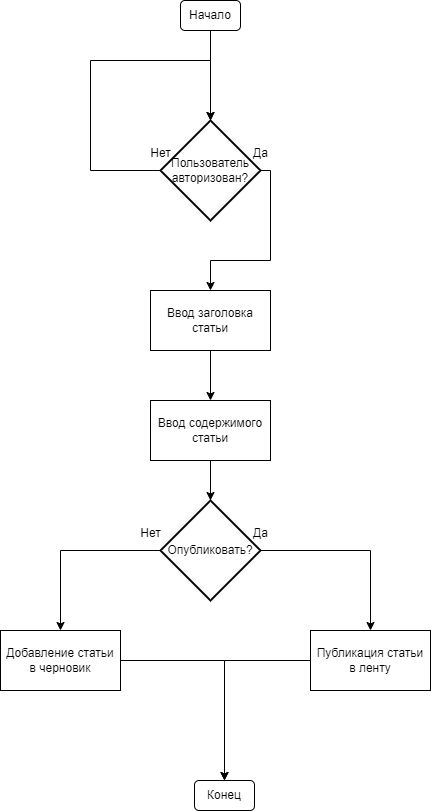 Начало
Нет
Да
Пользователь
авторизован?
Ввод заголовка
статьи
Ввод содержимого
статьи
Нет
Да
Опубликовать?
Добавление статьи
в черновик
Публикация статьи
в ленту
Конец